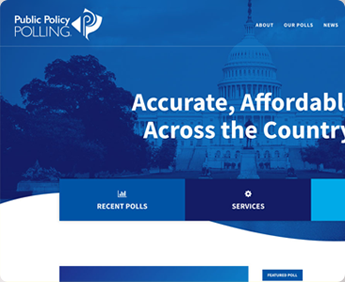 Public Policy
POLLING
ABOUT OUR POLLS NEWS
Accurate, Affordabl
Across the Country
RECENT POLLS SERVICES
FEATURED POLL